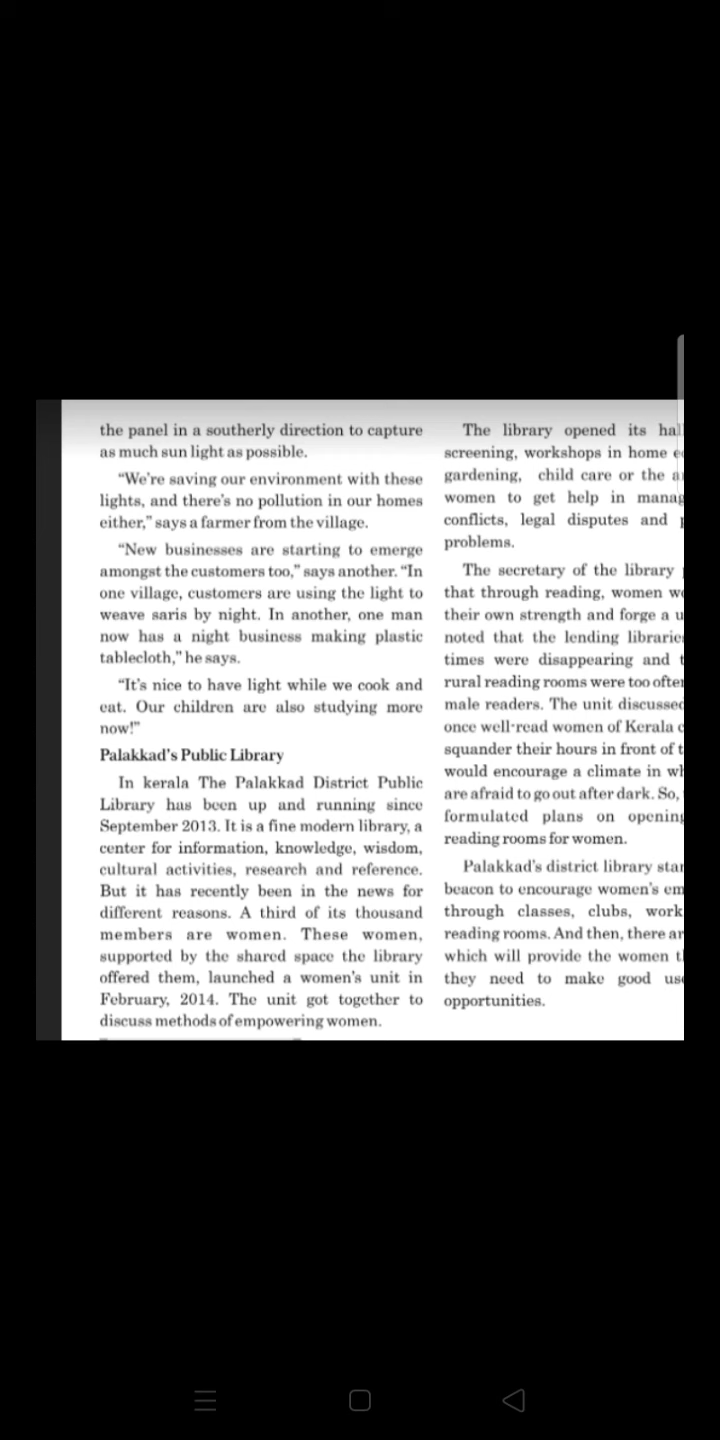 the panel in a southerly direction to capture
as much sun light as possible.
“We’re saving our environment with these
lights, and there’s no pollution in our homes
either,” says a farmer from the village.
“New businesses are starting to emerge
amongst the customers too,” says another. “In
one village, customers are using the light to
weave saris by night. In another, one man
now has a night business making plastic
tablecloth,” he says.
“It’s nice to have light while we cook and
eat. Our children are also studying more
now!”
Palakkad’s Public Library
In kerala The Palakkad District Public
Library has been up and running since
September 2013. It is a fine modern library, a
center for information, knowledge, wisdom,
cultural activities, research and reference.
But it has recently been in the news for
different reasons. A third of its thousand
members are women. These women,
supported by the shared space the library
offered them, launched a women’s unit in
February, 2014. The unit got together to
discuss methods of empowering women.
The library opened its
screening, workshops in home
gardening, child care or the
women to get help in
conflicts, legal disputes and
problems.
The secretary of the library
that through reading, women
their own strength and forge a
noted that the lending
times were disappearing and
rural reading rooms were too
male readers. The unit
once well-read women of Kerala
squander their hours in front of
would encourage a climate in
are afraid to go out after dark. So,
formulated plans on
reading rooms for women.
Palakkad’s district library
beacon to encourage women’s
through classes, clubs,
reading rooms. And then, there
which will provide the women
they need to make good
opportunities.